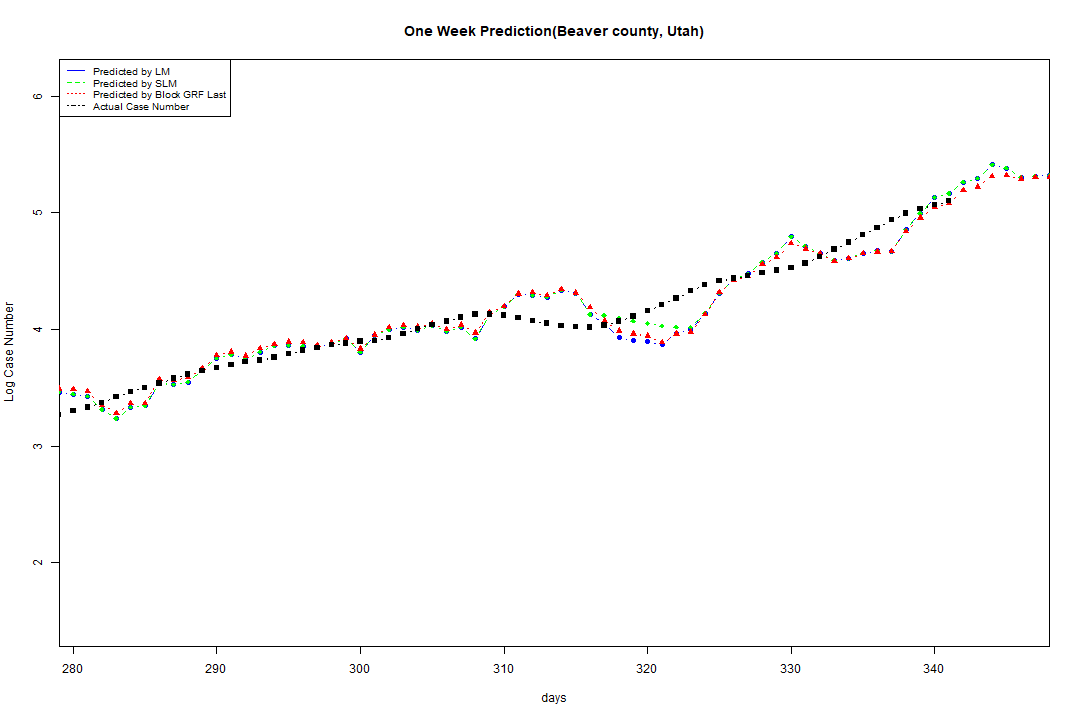 One Week Prediction(Beaver county, Utah)
Predicted by LM
Predicted by SLM
Predicted by Block GRF Last
Actual Case Number
6
5
4
3
2
Log Case Number
280 290 300 310 320 330 340
days